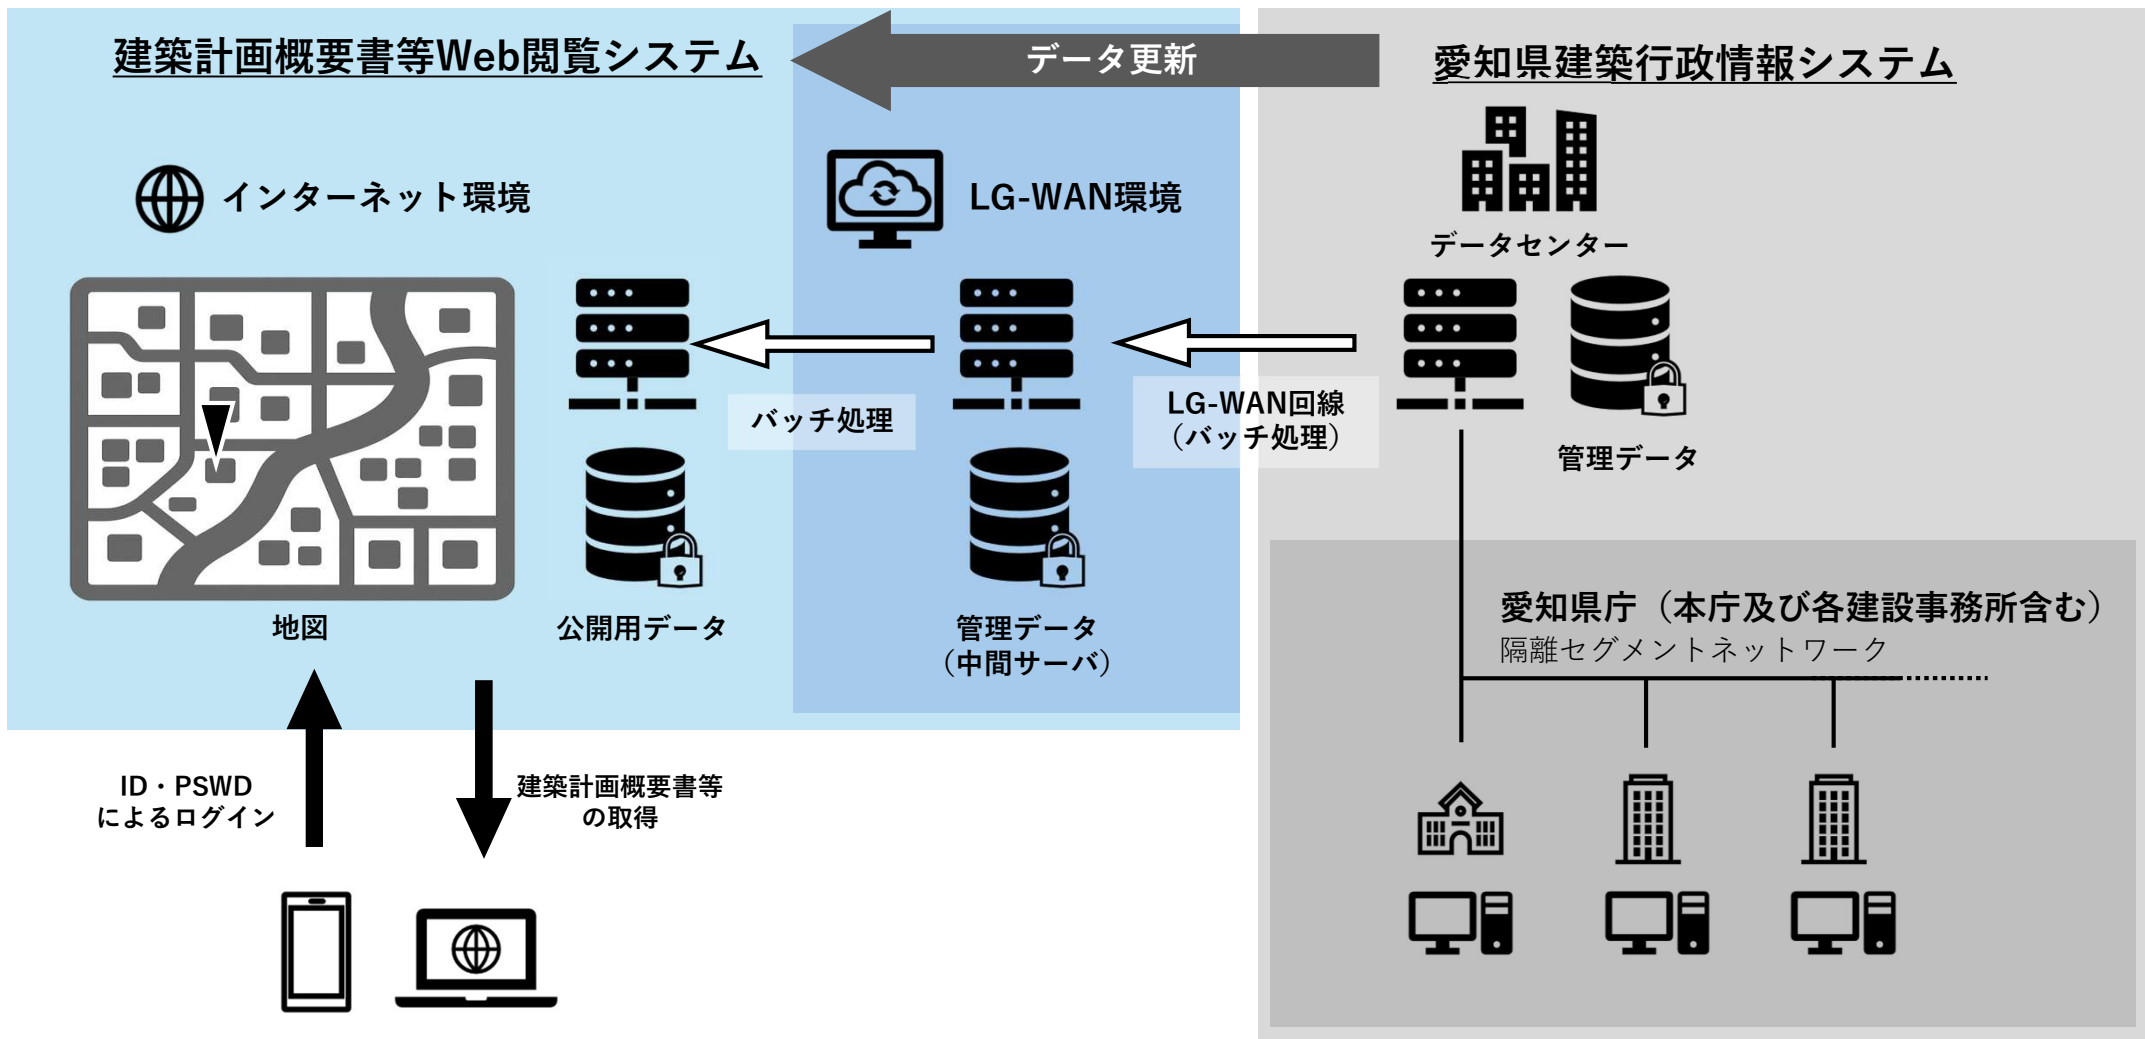 建築計画概要書等Web閲覧システム
データ更新
愛知県建築行政情報システム
インターネット環境
LG-WAN環境
データセンター
バッチ処理
LG-WAN回線
（バッチ処理）
管理データ
地図
公開用データ
管理データ
（中間サーバ）
愛知県庁（本庁及び各建設事務所含む）
隔離セグメントネットワーク
ID・PSWD
によるログイン
建築計画概要書等
の取得